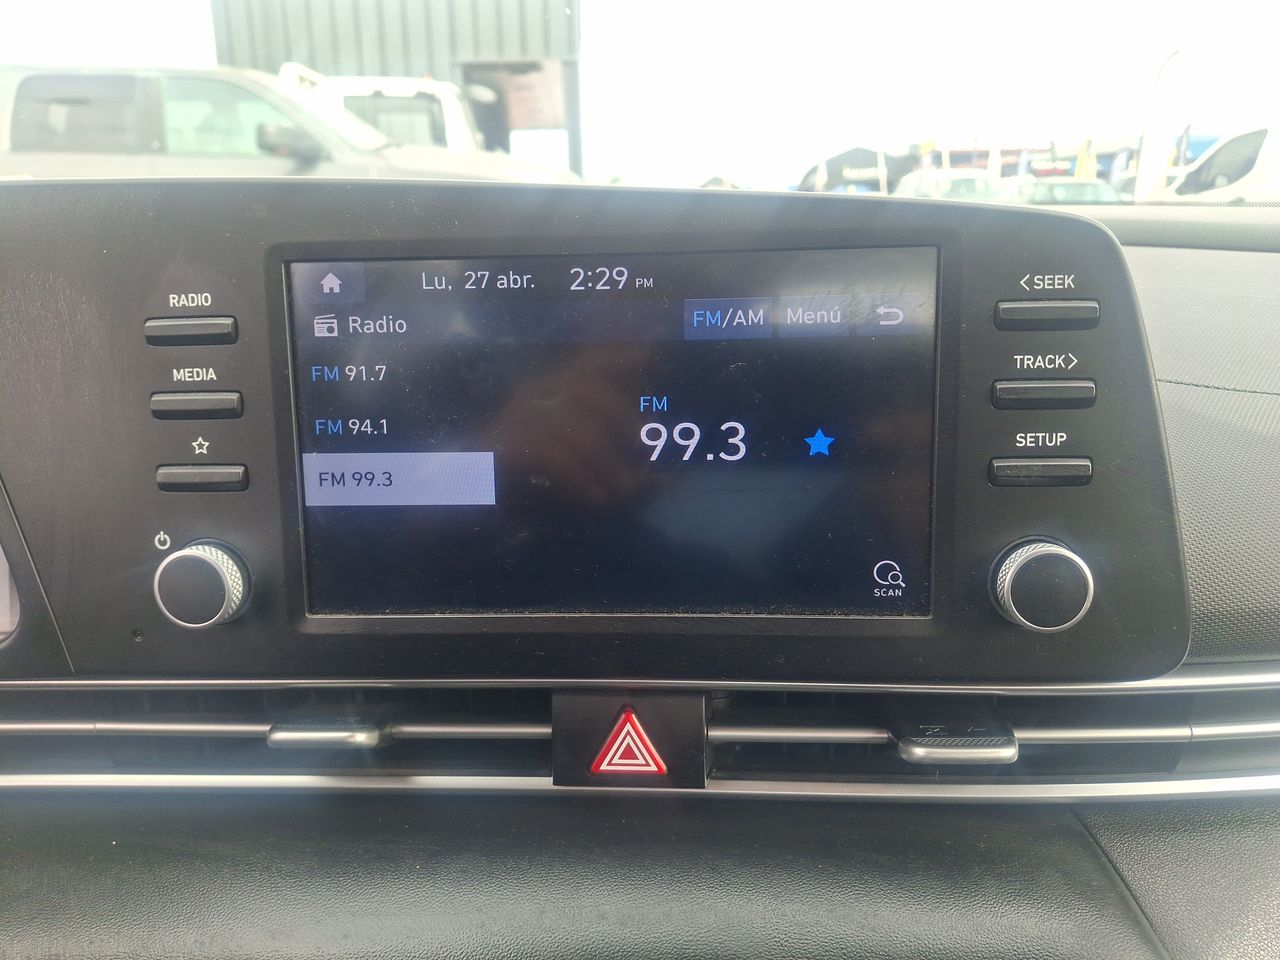 RADIO
MEDIA
Lu, 27 abr. 2:29 PM
Radio
FM/AM Menú
FM 91.7
FM 94.1
FM 99.3
FM
99.3
SCAN
<SEEK
TRACK>
SETUP